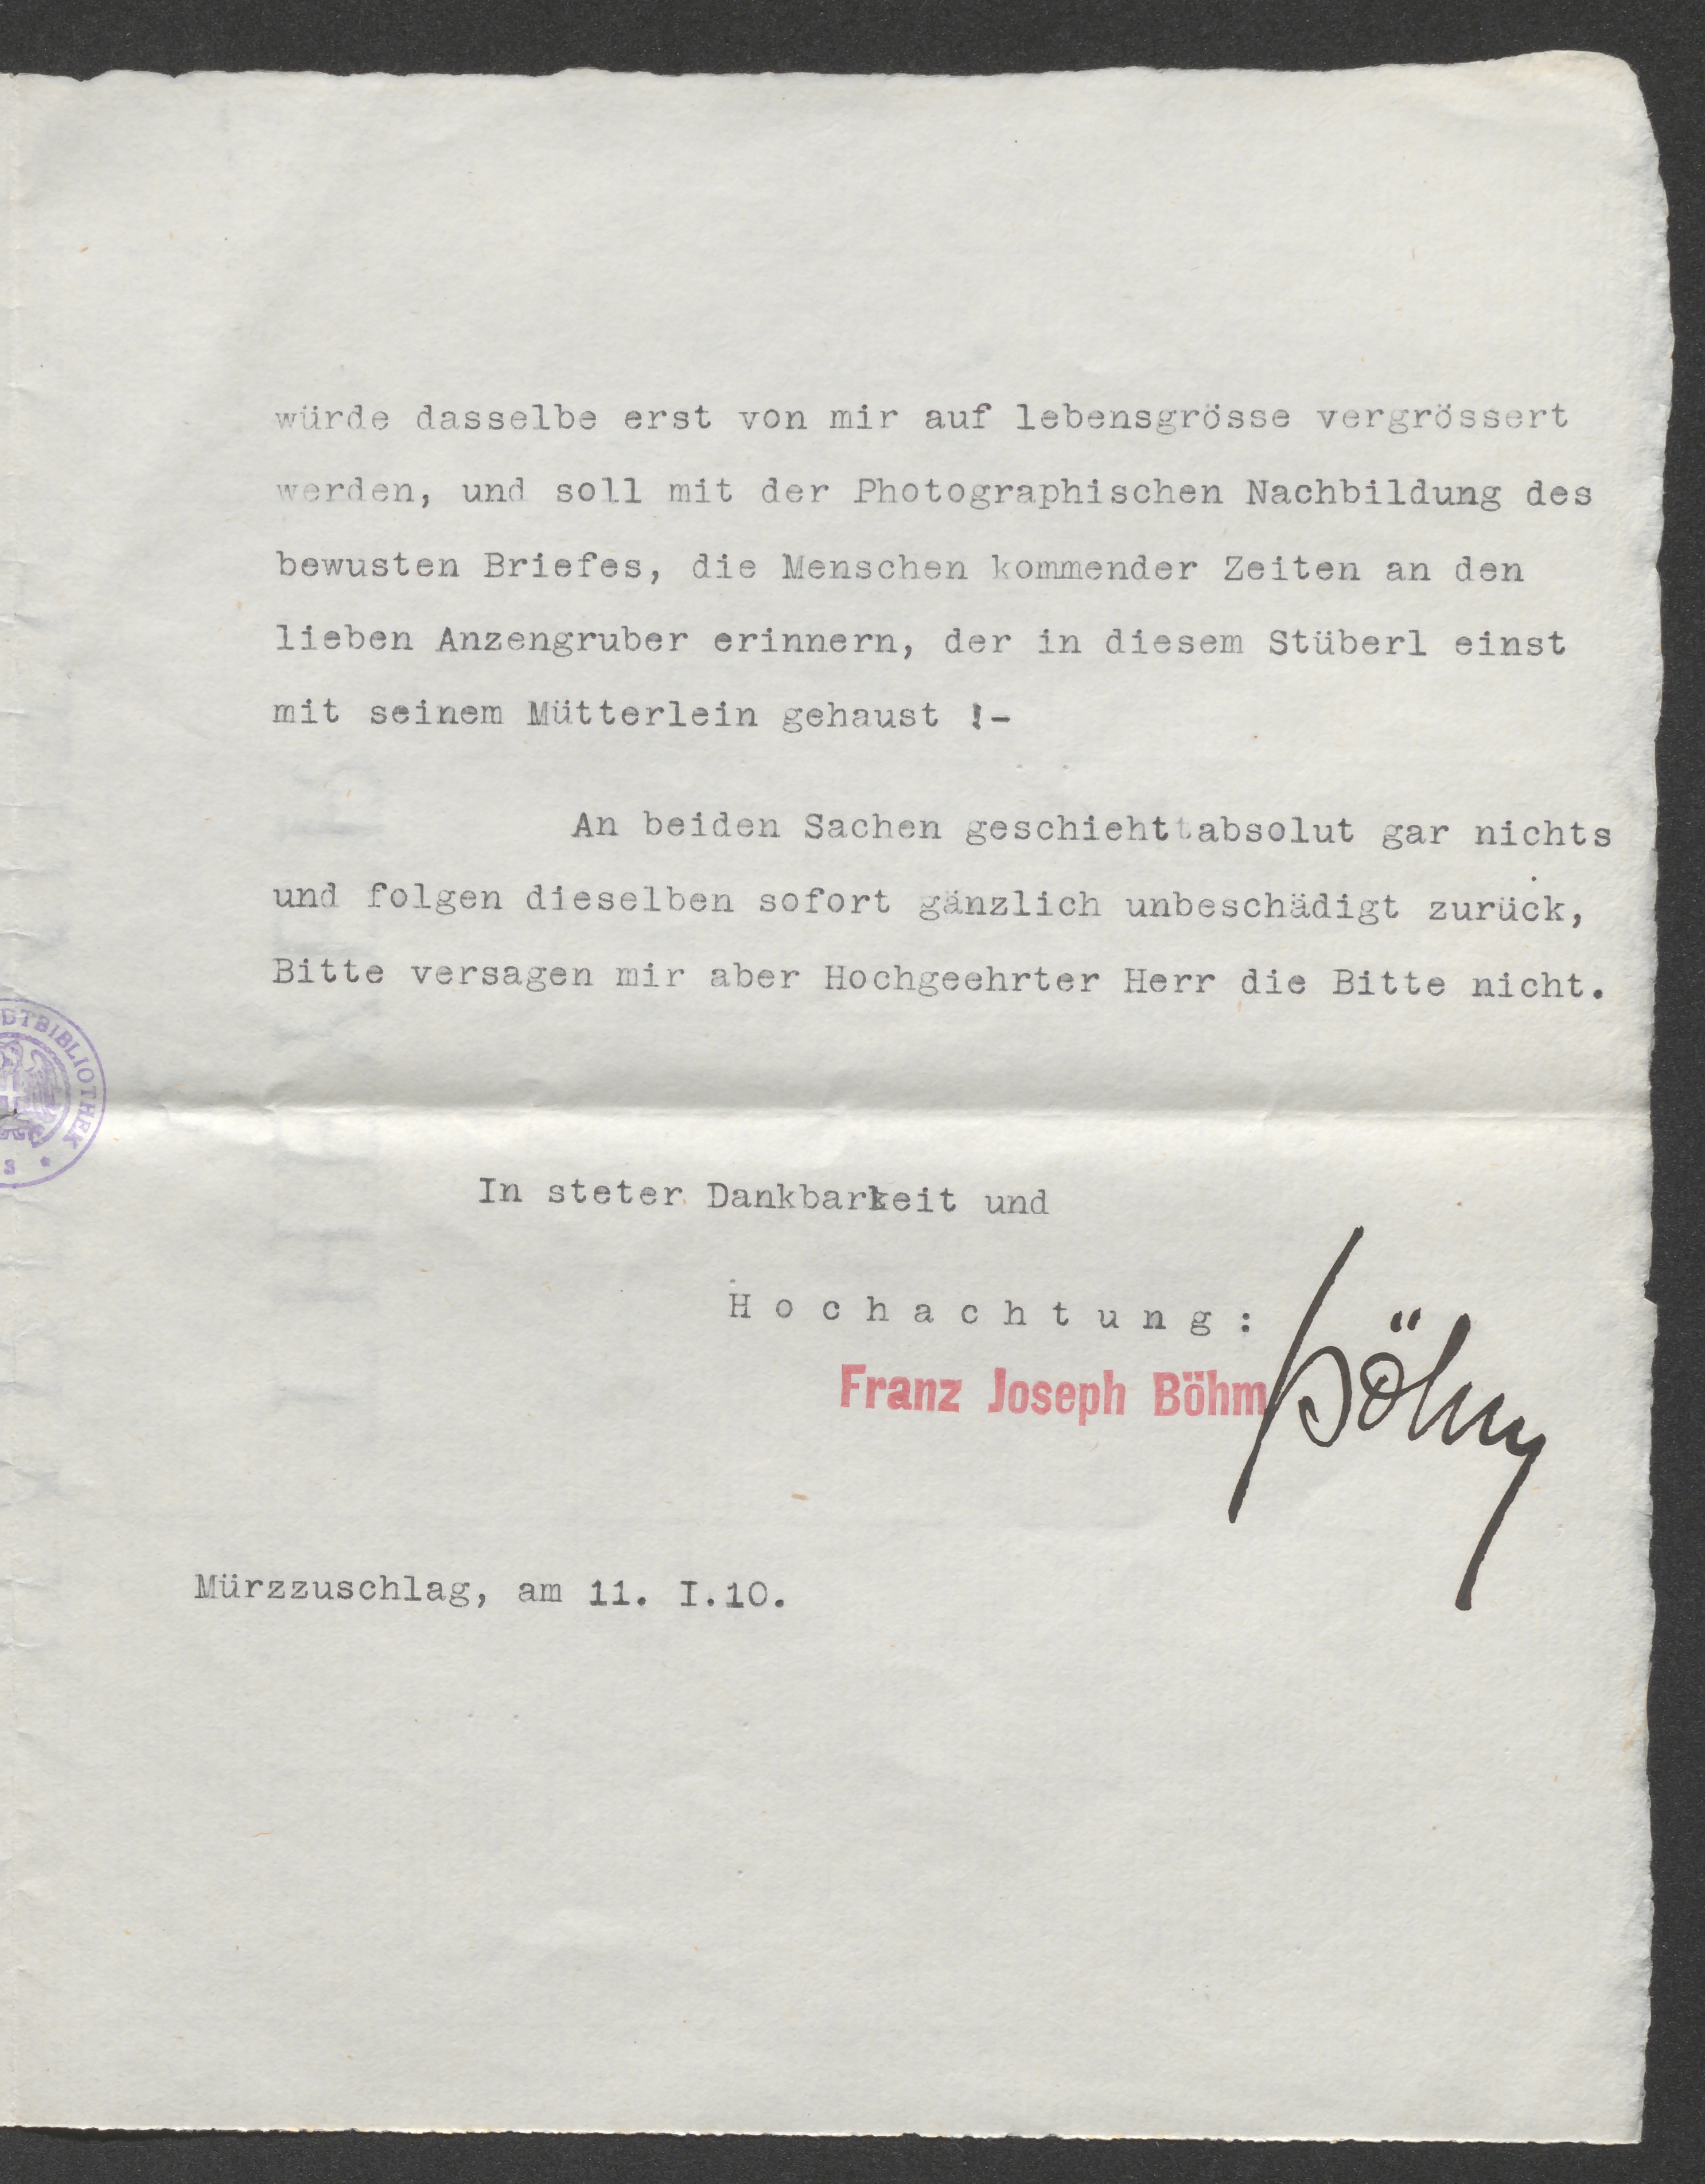 würde dasselbe erst von mir auf lebensgrösse vergrössert
werden, und soll mit der Photographischen Nachbildung des
bewusten Briefes, die Menschen kommender Zeiten an den
lieben Anzengruber erinnern, der in diesem Stüberl einst
mit seinem Mütterlein gehaust !-
An beiden Sachen geschiehttabsolut gar nichts
und folgen dieselben sofort gänzlich unbeschädigt zurück,
Bitte versagen mir aber Hochgeehrter Herr die Bitte nicht.
DTBIBLIOTHEK
In steter Dankbarkeit und
Hochachtung:
Franz Joseph Böhm
Böhm
Mürzzuschlag, am 11. I.10.